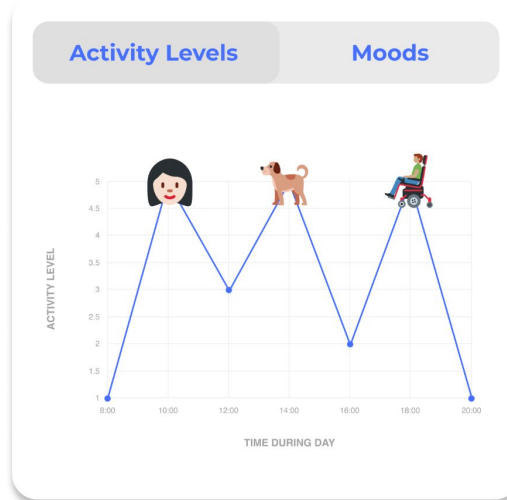 Activity Levels
Moods
5
4.5
4
3.5
3
2.5
2
1.5
1
ACTIVITY LEVEL
8:00 10:00 12:00 14:00 16:00 18:00 20:00
TIME DURING DAY